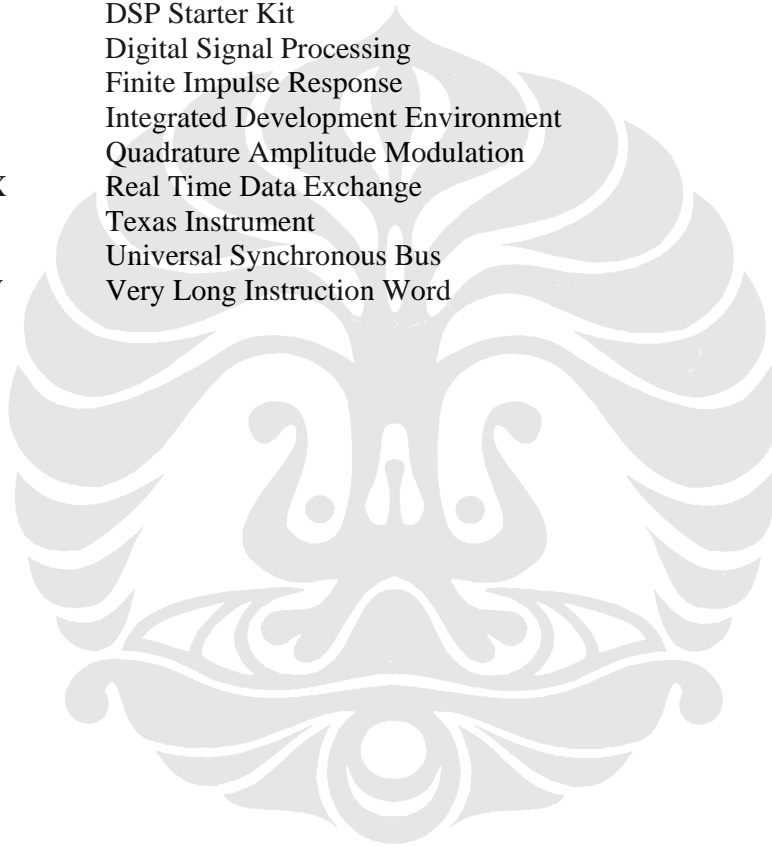 DSP Starter Kit
Digital Signal Processing
Finite Impulse Response
Integrated Development Environment
Quadrature Amplitude Modulation
X Real Time Data Exchange
Texas Instrument
Universal Synchronous Bus
Very Long Instruction Word